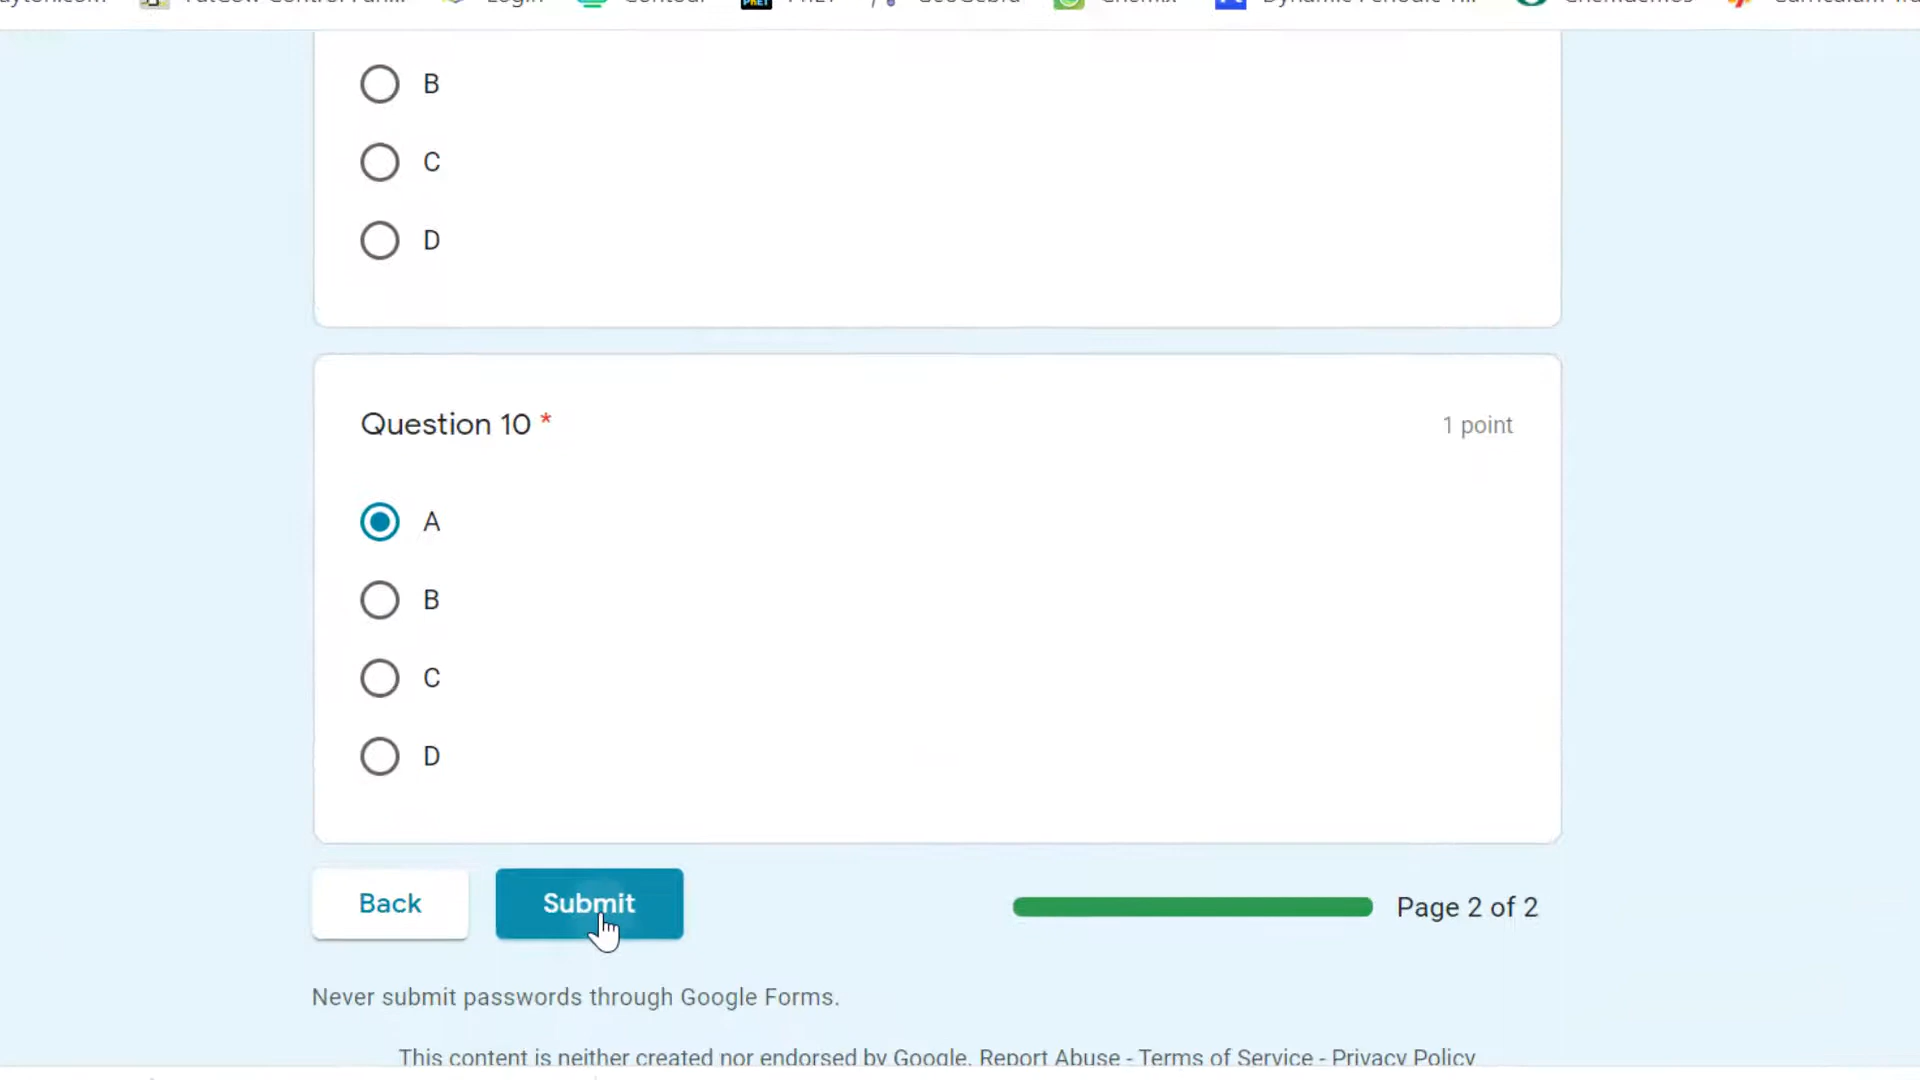 B
C
D
Question 10 *
1 point
A
B
C
D
Back
Submit
Page 2 of 2
Never submit passwords through Google Forms.
This content is neither created nor endorsed by Google. Report Abuse - Terms of Service - Privacy Policy